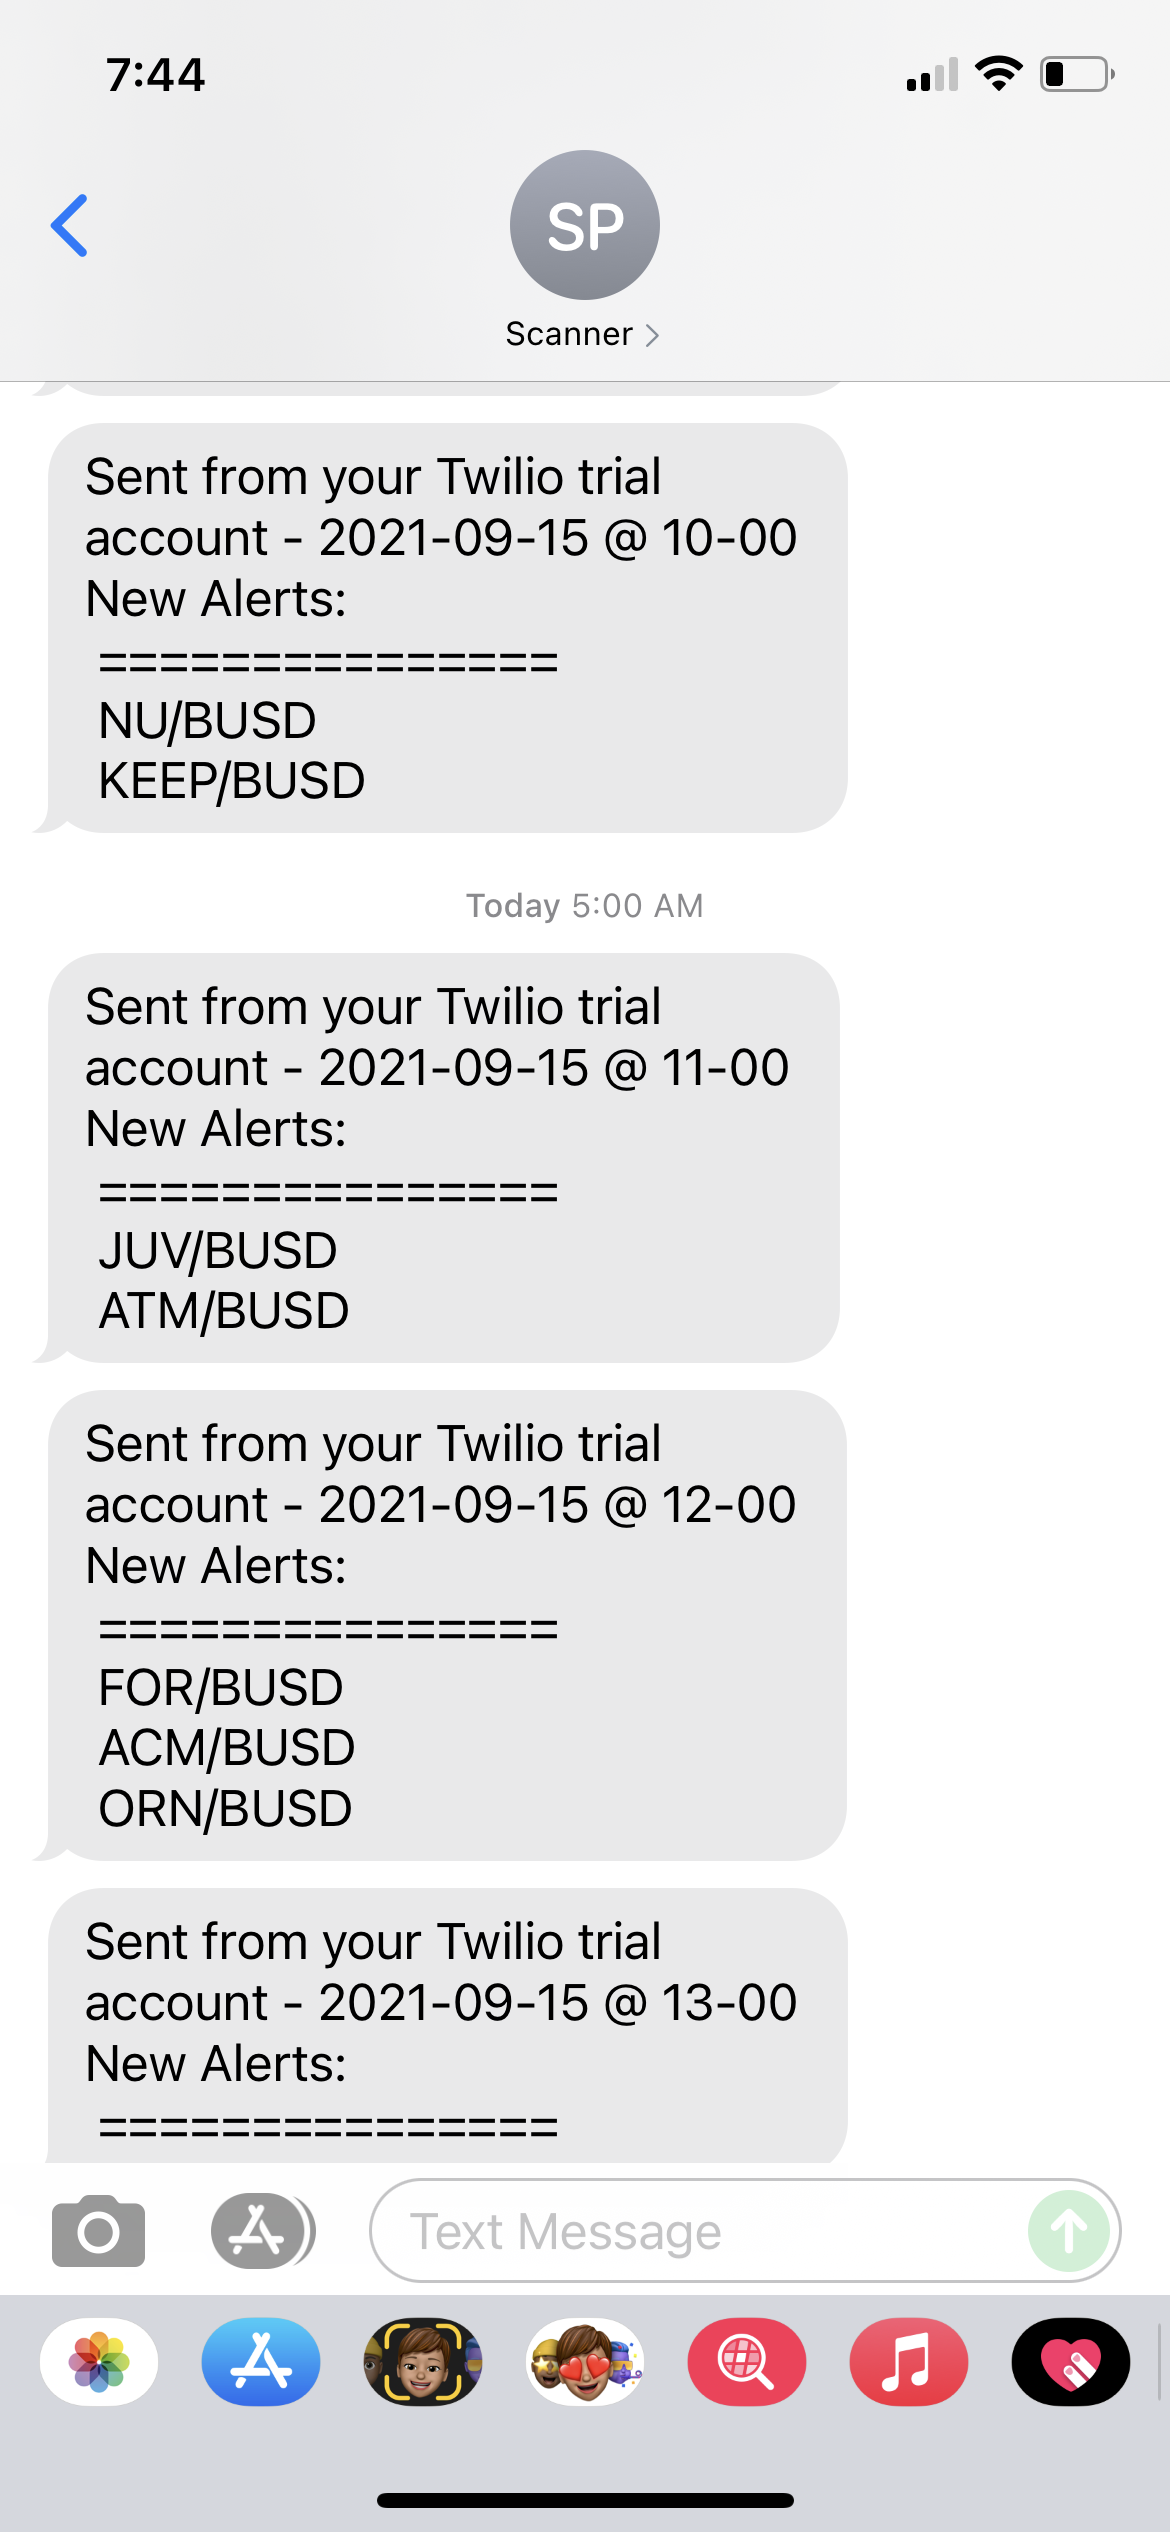 7:44
SP
Scanner
Sent from your Twilio trial
account - 2021-09-15 @ 10-00
New Alerts:
===============
NU/BUSD
KEEP/BUSD
Today 5:00 AM
Sent from your Twilio trial
account - 2021-09-15 @ 11-00
New Alerts:
===============
JUV/BUSD
ATM/BUSD
Sent from your Twilio trial
account - 2021-09-15 @ 12-00
New Alerts:
===============
FOR/BUSD
ACM/BUSD
ORN/BUSD
Sent from your Twilio trial
account - 2021-09-15 @ 13-00
New Alerts:
===============
Text Message